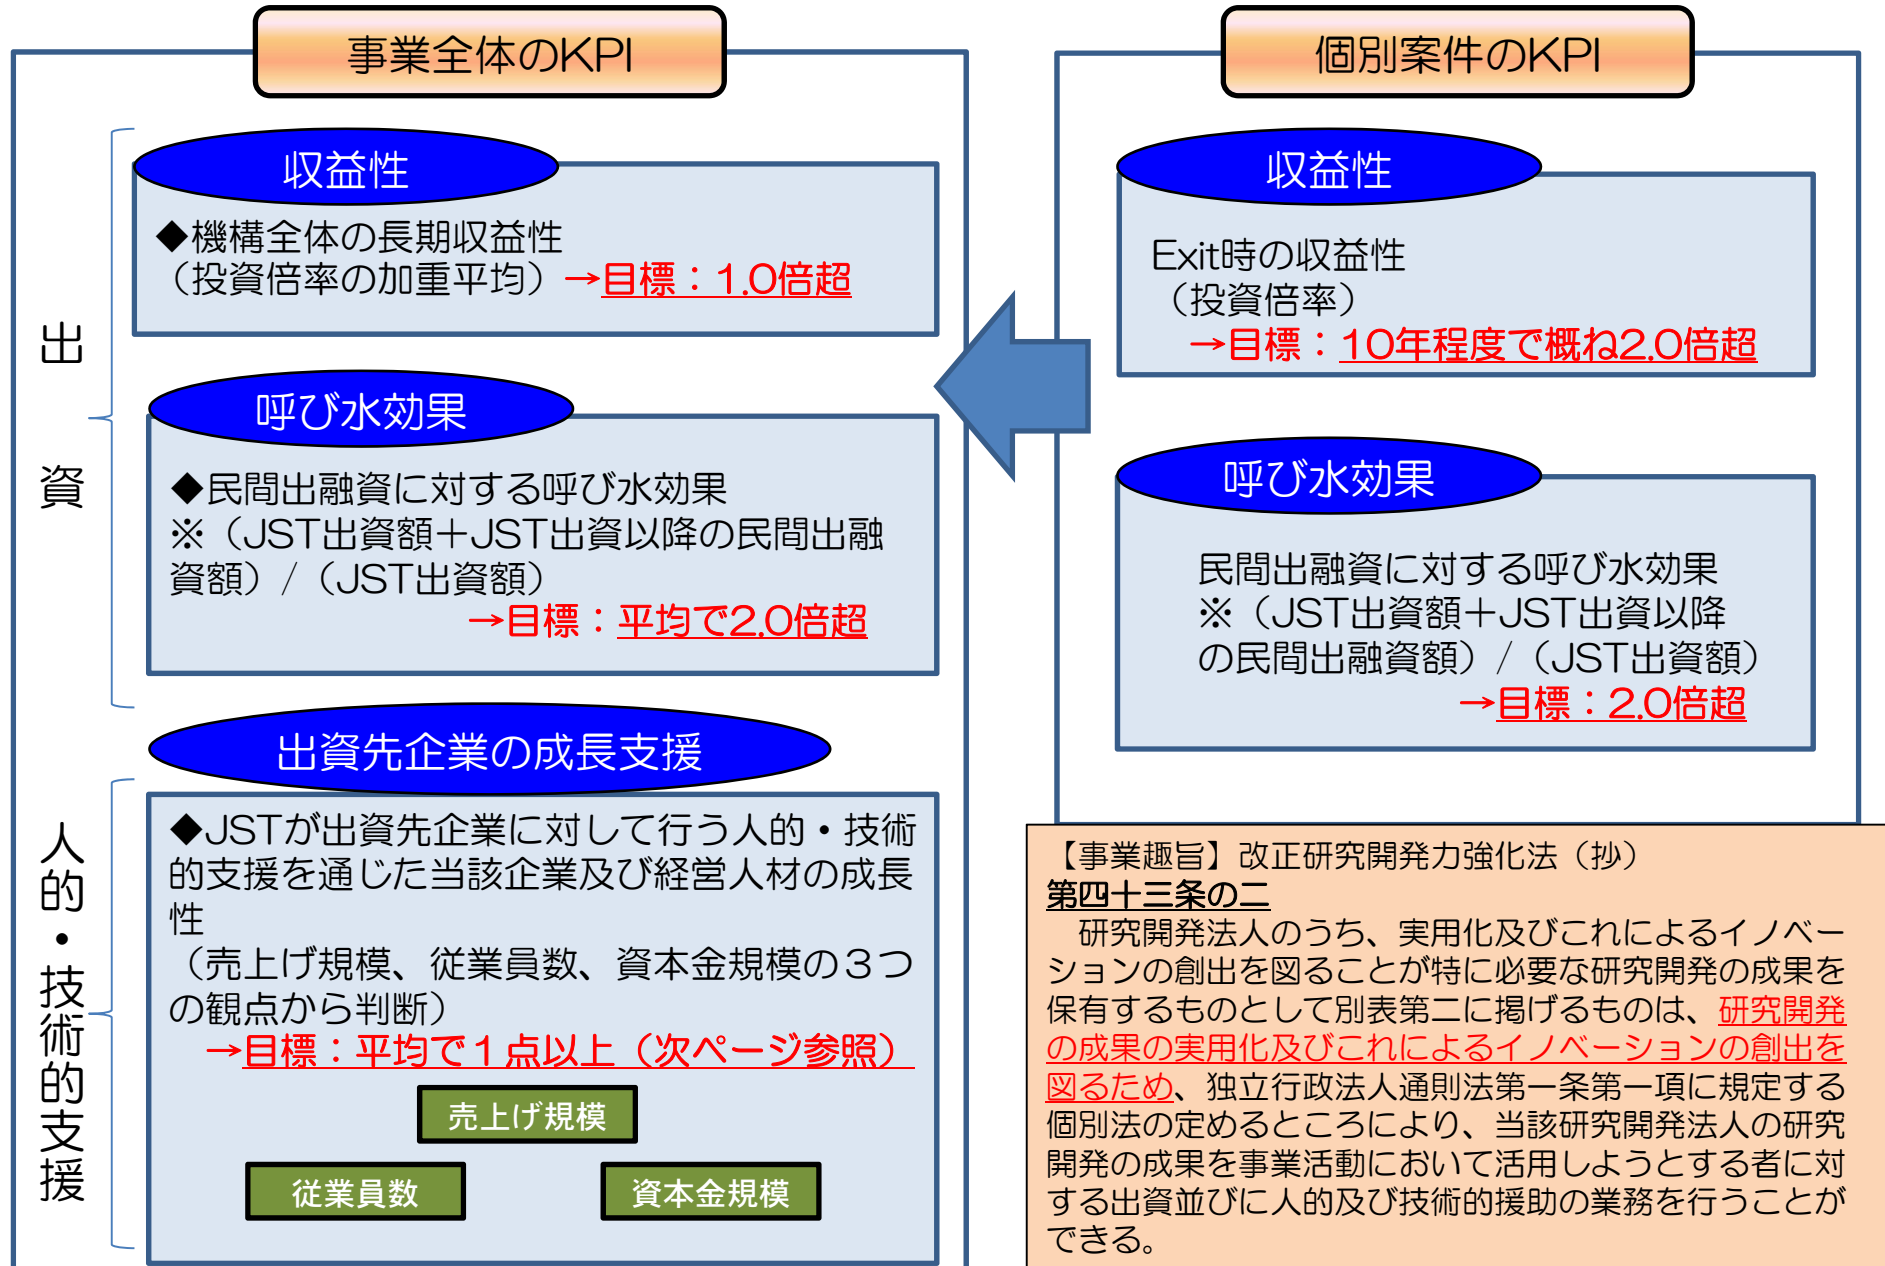 事業全体のKPI
出資
収益性
◆機構全体の長期収益性
（投資倍率の加重平均）→目標：1.0倍超
呼び水効果
◆民間出融資に対する呼び水効果
※（JST出資額＋JST出資以降の民間出融
資額）/（JST出資額）
→目標：平均で2.0倍超
人的・技術的支援
出資先企業の成長支援
◆JSTが出資先企業に対して行う人的・技術
的支援を通じた当該企業及び経営人材の成長
性
（売上げ規模、従業員数、資本金規模の３つ
の観点から判断）
→目標：平均で１点以上（次ページ参照）
売上げ規模
従業員数
資本金規模
個別案件のKPI
収益性
Exit時の収益性
（投資倍率）
→目標：10年程度で概ね2.0倍超
呼び水効果
民間出融資に対する呼び水効果
※（JST出資額＋JST出資以降
の民間出融資額）/（JST出資額）
→目標：2.0倍超
【事業趣旨】改正研究開発力強化法（抄）
第四十三条の二
　研究開発法人のうち、実用化及びこれによるイノベー
ションの創出を図ることが特に必要な研究開発の成果を
保有するものとして別表第二に掲げるものは、研究開発
の成果の実用化及びこれによるイノベーションの創出を
図るため、独立行政法人通則法第一条第一項に規定する
個別法の定めるところにより、当該研究開発法人の研究
開発の成果を事業活動において活用しようとする者に対
する出資並びに人的及び技術的援助の業務を行うことが
できる。